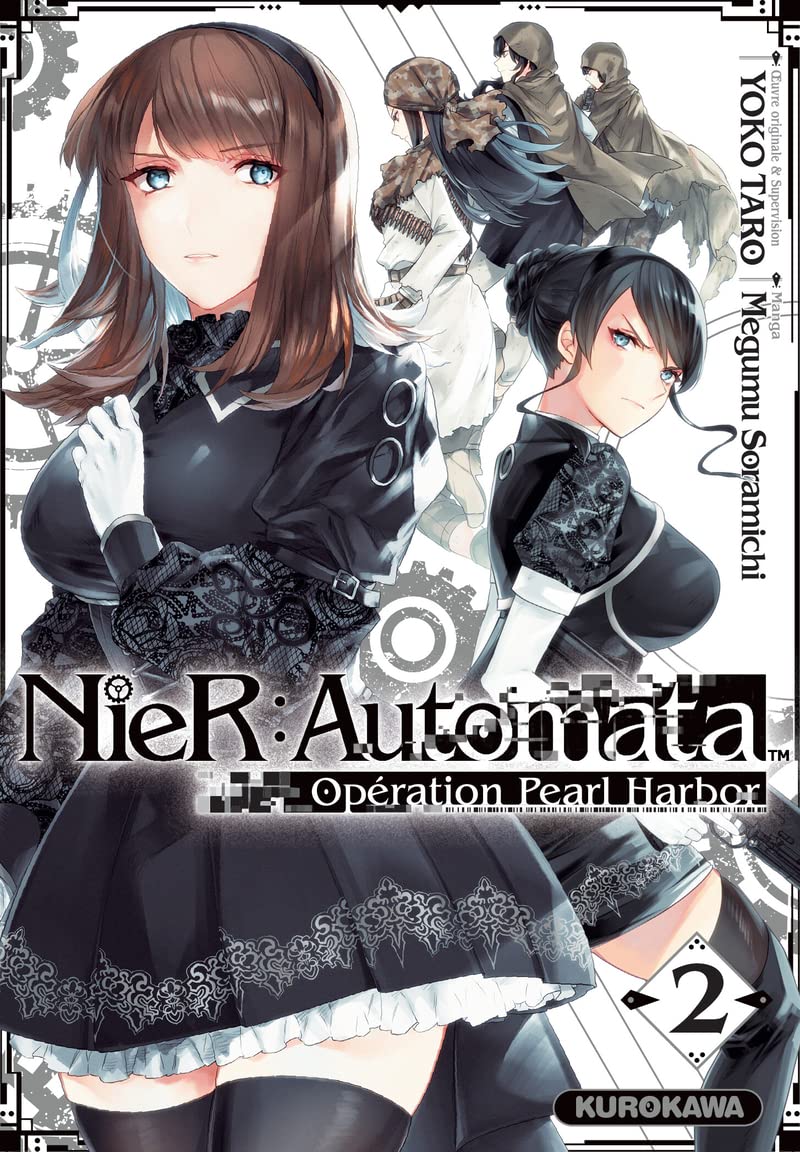 Œuvre originale & Supervision
YOKO TARO
Manga
Megumu Soramichi
NieR:Automata™
Opération Pearl Harbor
2
KUROKAWA